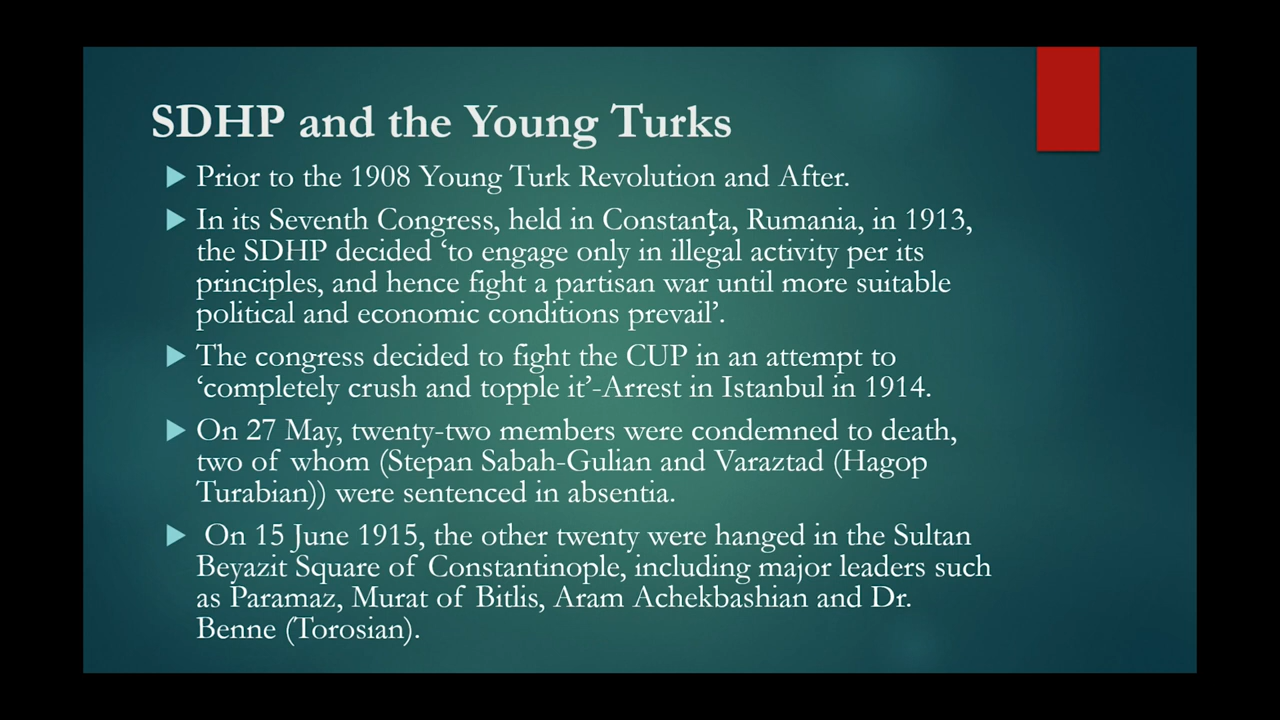 SDHP and the Young Turks
Prior to the 1908 Young Turk Revolution and After.
In its Seventh Congress, held in Constanța, Rumania, in 1913,
the SDHP decided ‘to engage only in illegal activity per its
principles, and hence fight a partisan war until more suitable
political and economic conditions prevail’.
The congress decided to fight the CUP in an attempt to
‘completely crush and topple it’-Arrest in Istanbul in 1914.
On 27 May, twenty-two members were condemned to death,
two of whom (Stepan Sabah-Gulian and Varaztad (Hagop
Turabian)) were sentenced in absentia.
On 15 June 1915, the other twenty were hanged in the Sultan
Beyazit Square of Constantinople, including major leaders such
as Paramaz, Murat of Bitlis, Aram Achekbashian and Dr.
Benne (Torosian).